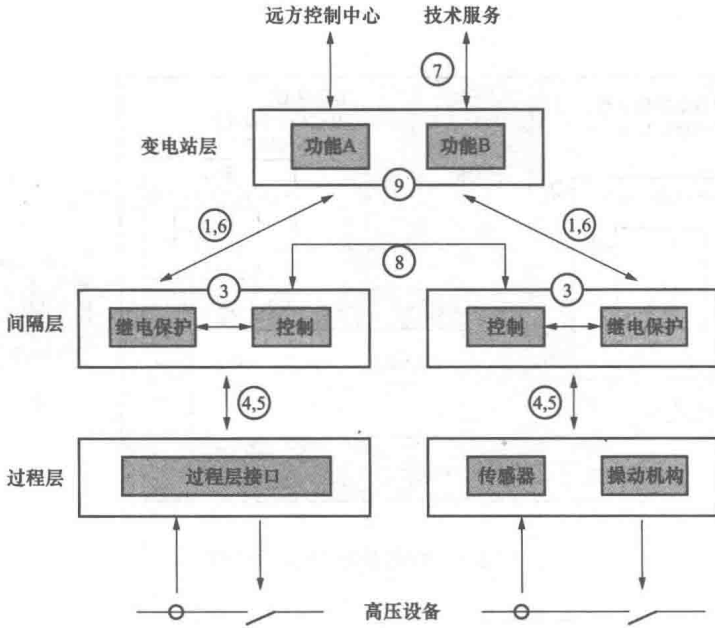 远方控制中心 技术服务
7
变电站层 功能A 功能B
9
1,6 1,6
8
3 3
间隔层 继电保护 控制 控制 继电保护
4,5 4,5
过程层 过程层接口 传感器 操动机构
高压设备